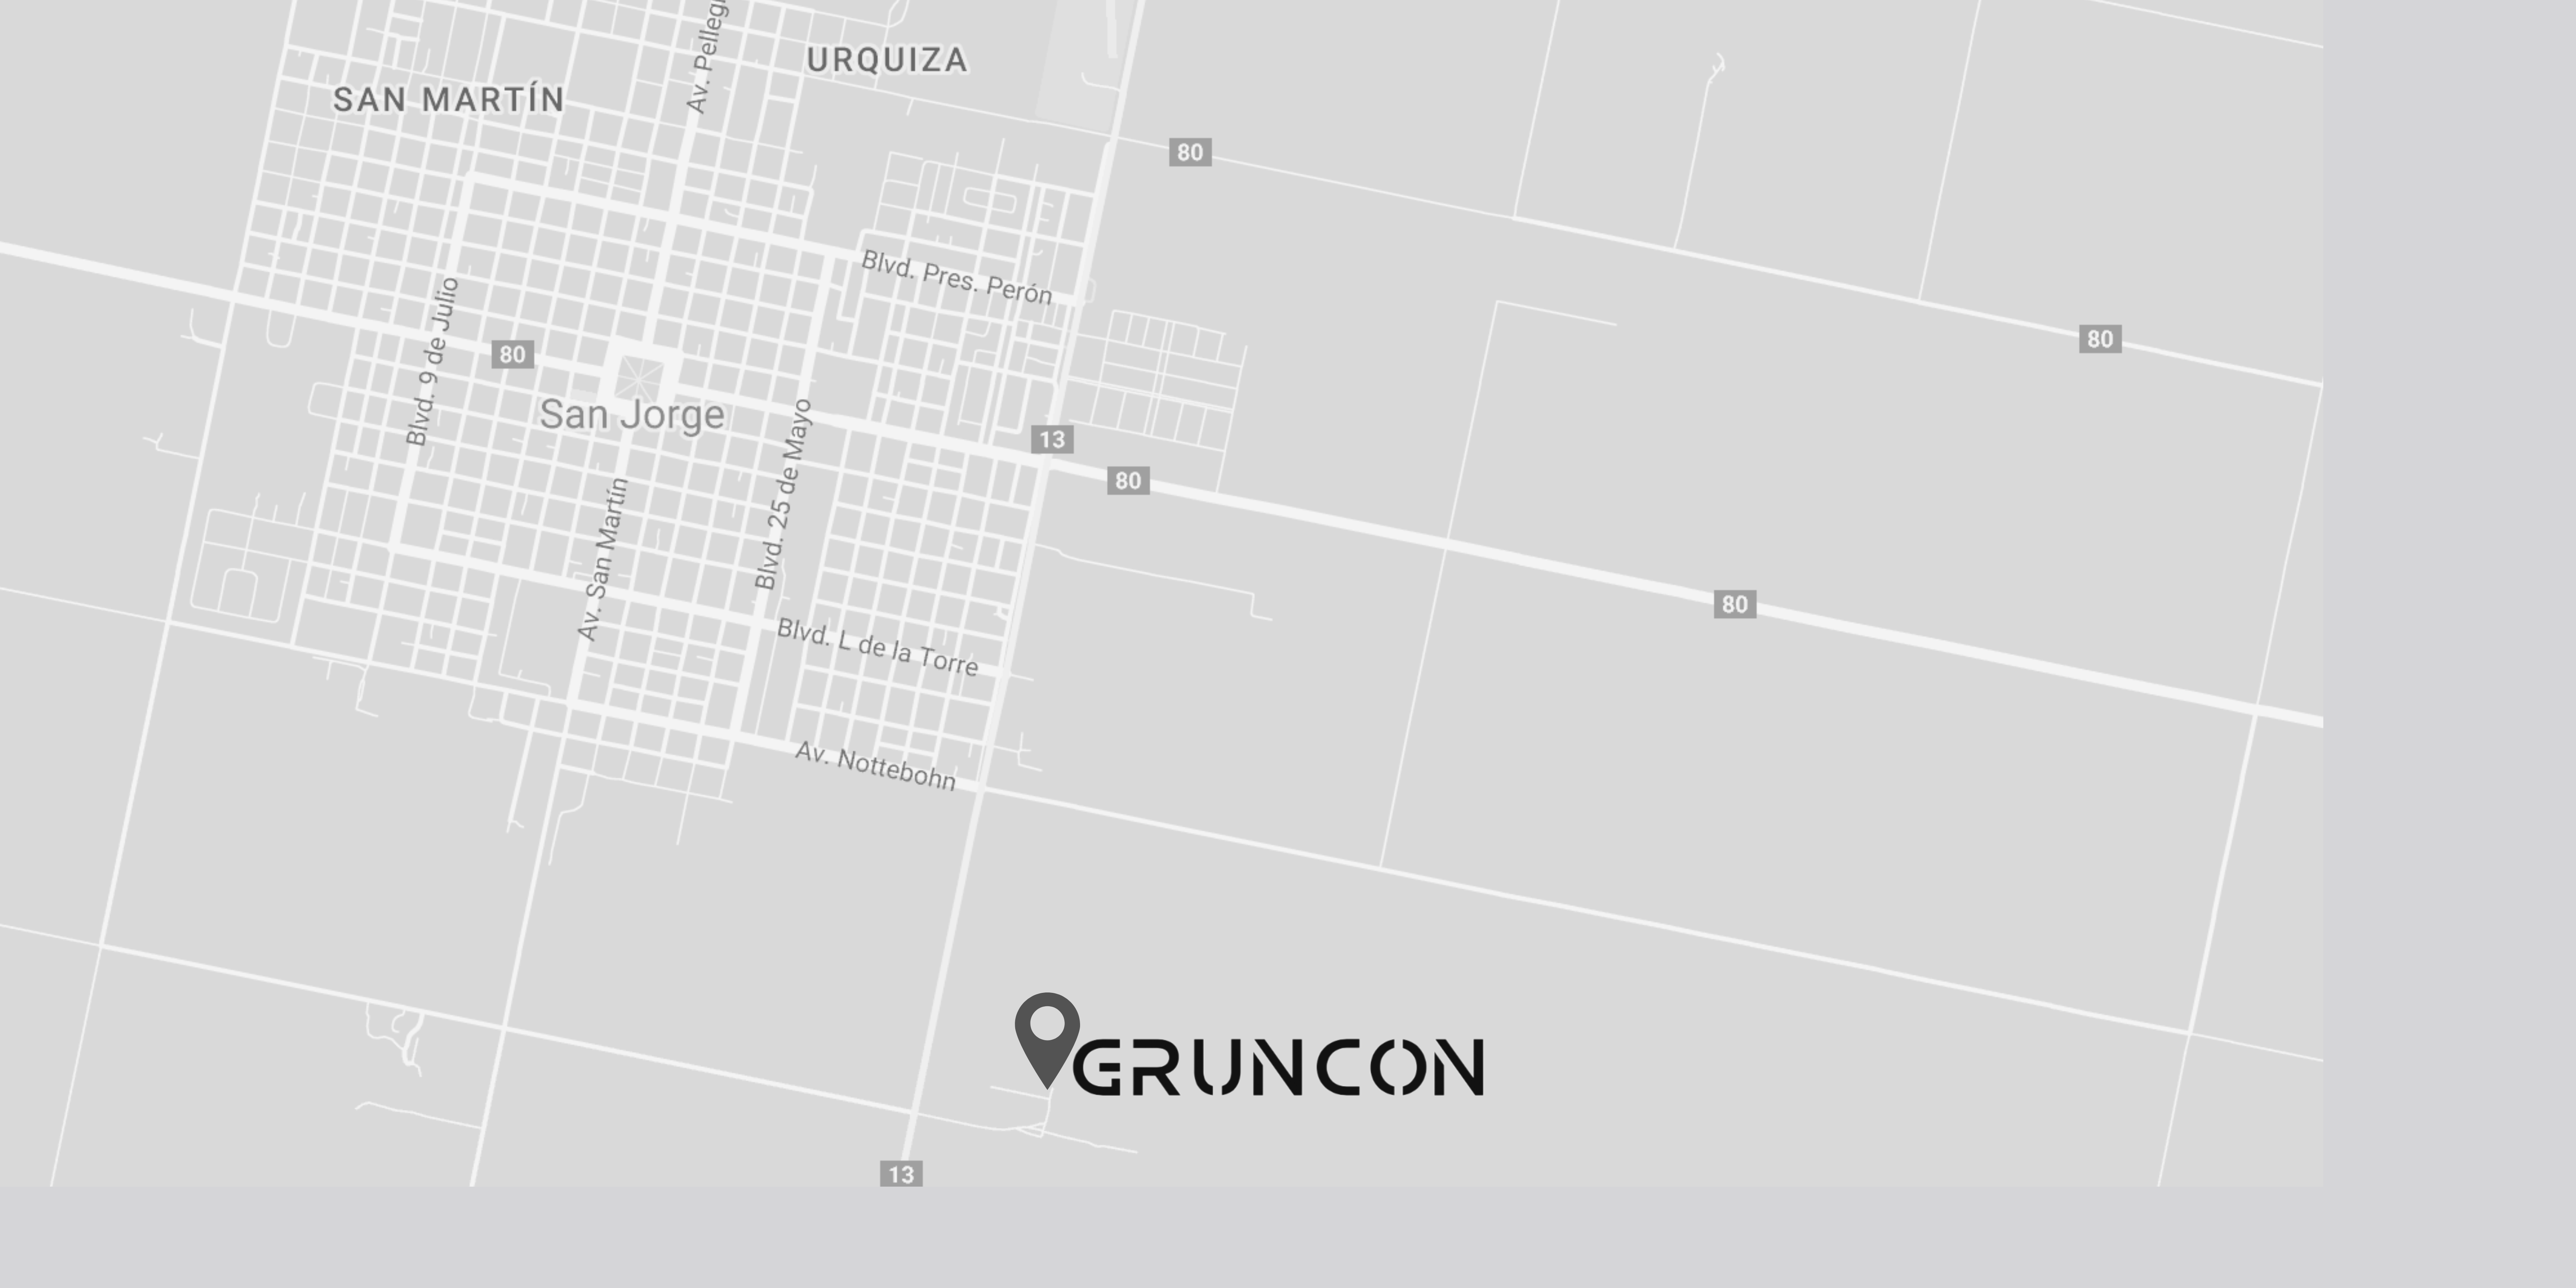 Av. Pelleg
URQUIZA
SAN MARTÍN
80
Blvd. Pres. Perón
Blvd. 9 de Julio
80
80
San Jorge
Blvd. 25 de Mayo
13
80
Av. San Martín
80
Blvd. L de la Torre
Av. Nottebohn
GRUNCON
13